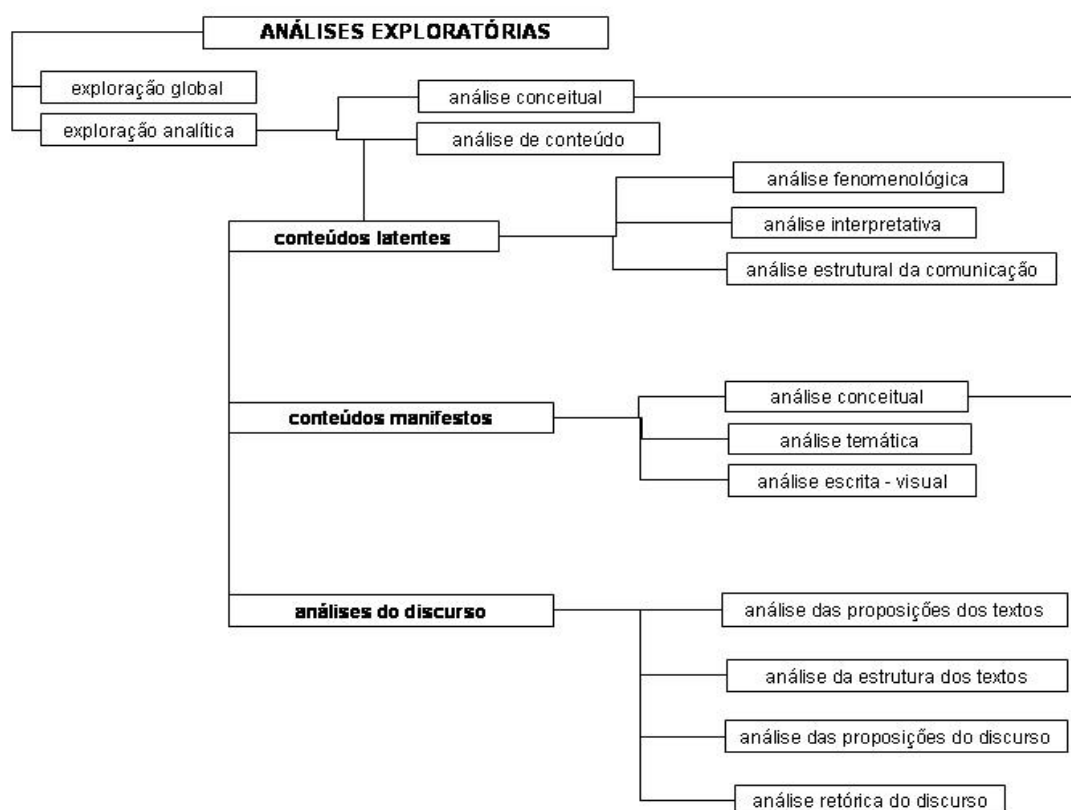 ANÁLISES EXPLORATÓRIAS
exploração global
exploração analítica
análise conceitual
análise de conteúdo
conteúdos latentes
análise fenomenológica
análise interpretativa
análise estrutural da comunicação
conteúdos manifestos
análise conceitual
análise temática
análise escrita - visual
análises do discurso
análise das proposições dos textos
análise da estrutura dos textos
análise das proposições do discurso
análise retórica do discurso